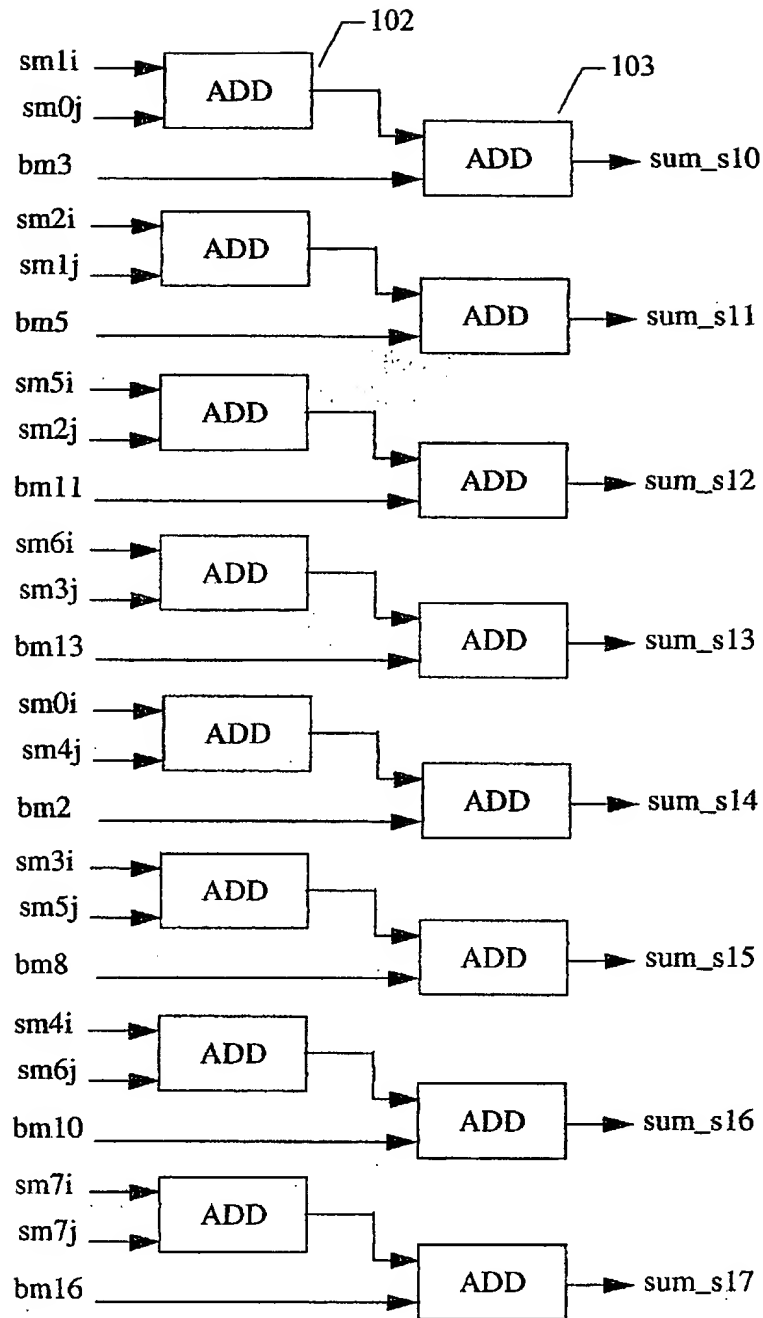 102
sm1i
ADD
103
sm0j
ADD
sum_s10
bm3
sm2i
ADD
sm1j
ADD
sum_s11
bm5
sm5i
ADD
sm2j
ADD
sum_s12
bm11
sm6i
ADD
sm3j
ADD
sum_s13
bm13
sm0i
ADD
sm4j
ADD
sum_s14
bm2
sm3i
ADD
sm5j
ADD
sum_s15
bm8
sm4i
ADD
sm6j
ADD
sum_s16
bm10
sm7i
ADD
sm7j
ADD
sum_s17
bm16